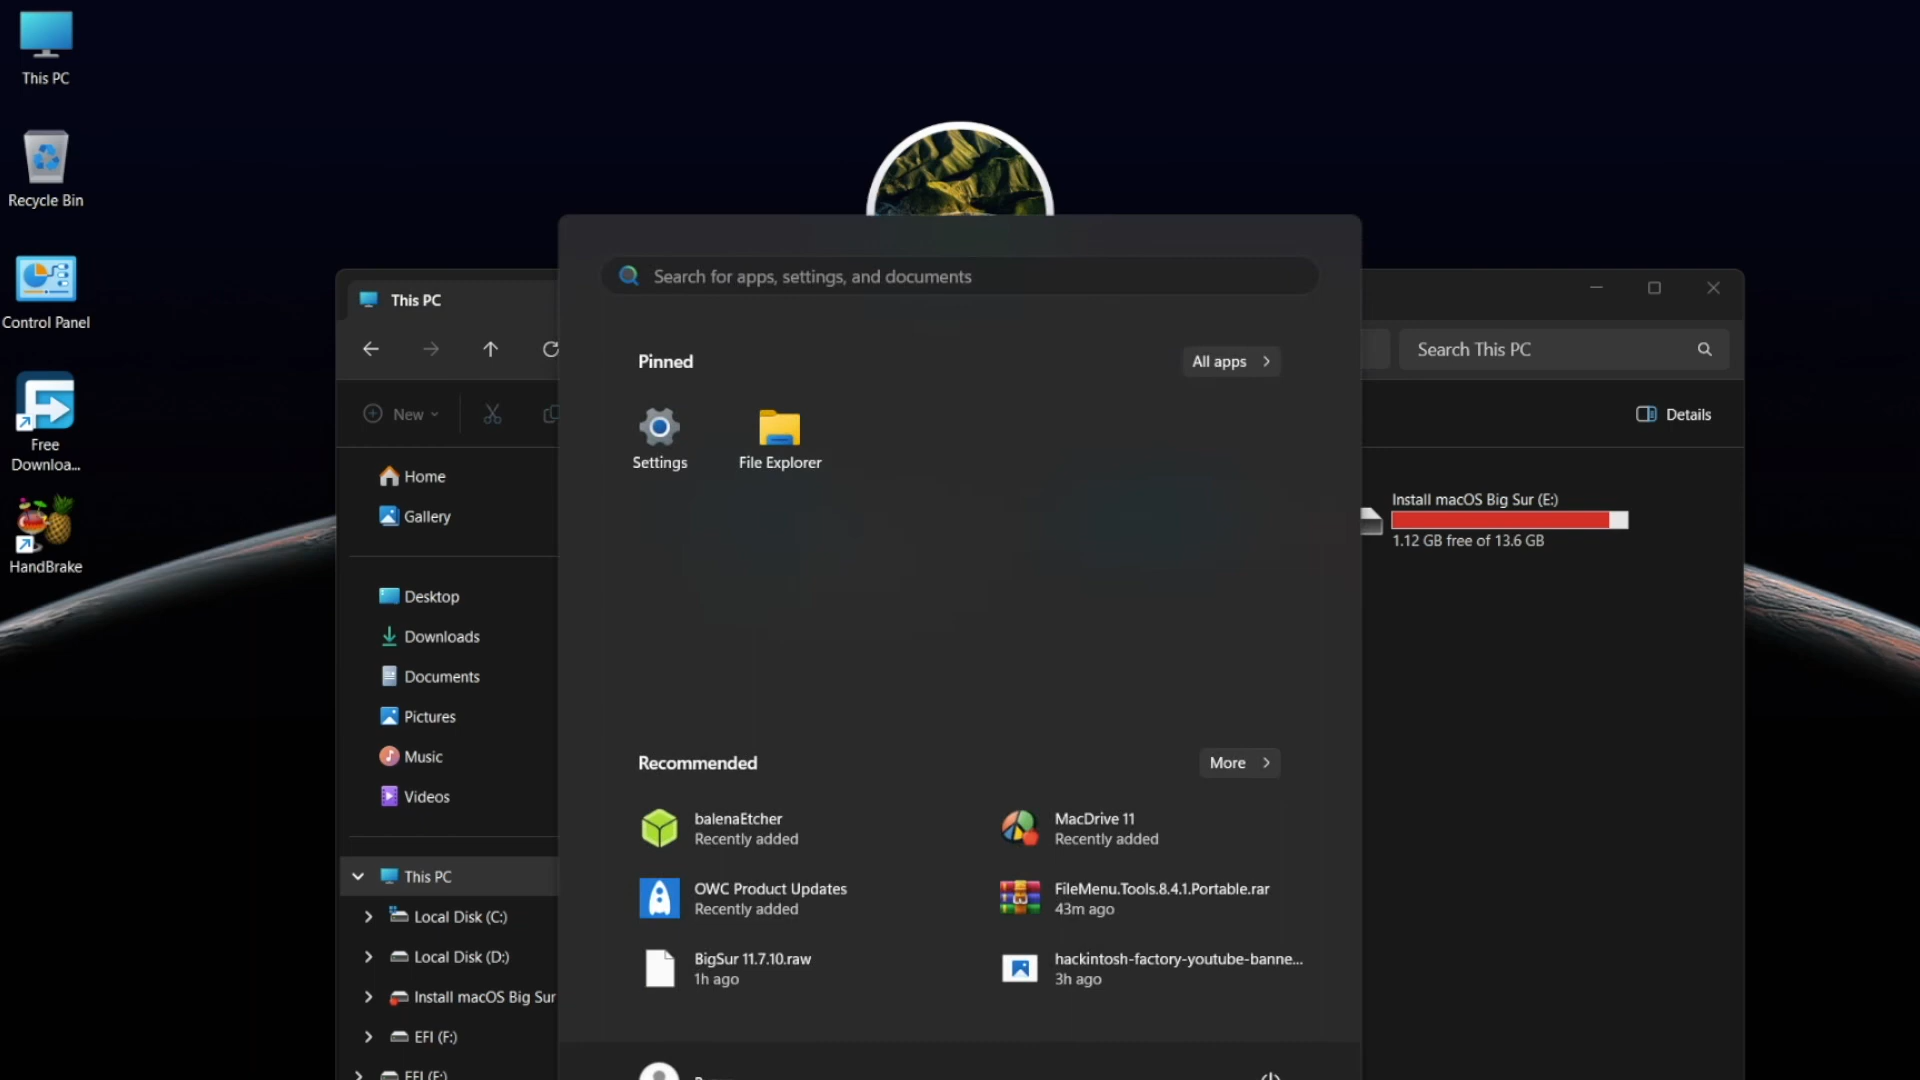 This PC
Recycle Bin
Control Panel
Free
Downloa...
HandBrake
This PC
New
Home
Gallery
Desktop
Downloads
Documents
Pictures
Music
Videos
This PC
Local Disk (C:)
Local Disk (D:)
Install macOS Big Sur
EFI (F:)
EFI (F:)
Search for apps, settings, and documents
Pinned
All apps
Settings
File Explorer
Recommended
More
balenaEtcher
Recently added
MacDrive 11
Recently added
OWC Product Updates
Recently added
FileMenu.Tools.8.4.1.Portable.rar
43m ago
BigSur 11.7.10.raw
1h ago
hackintosh-factory-youtube-banne...
3h ago
Search This PC
Details
Install macOS Big Sur (E:)
1.12 GB free of 13.6 GB